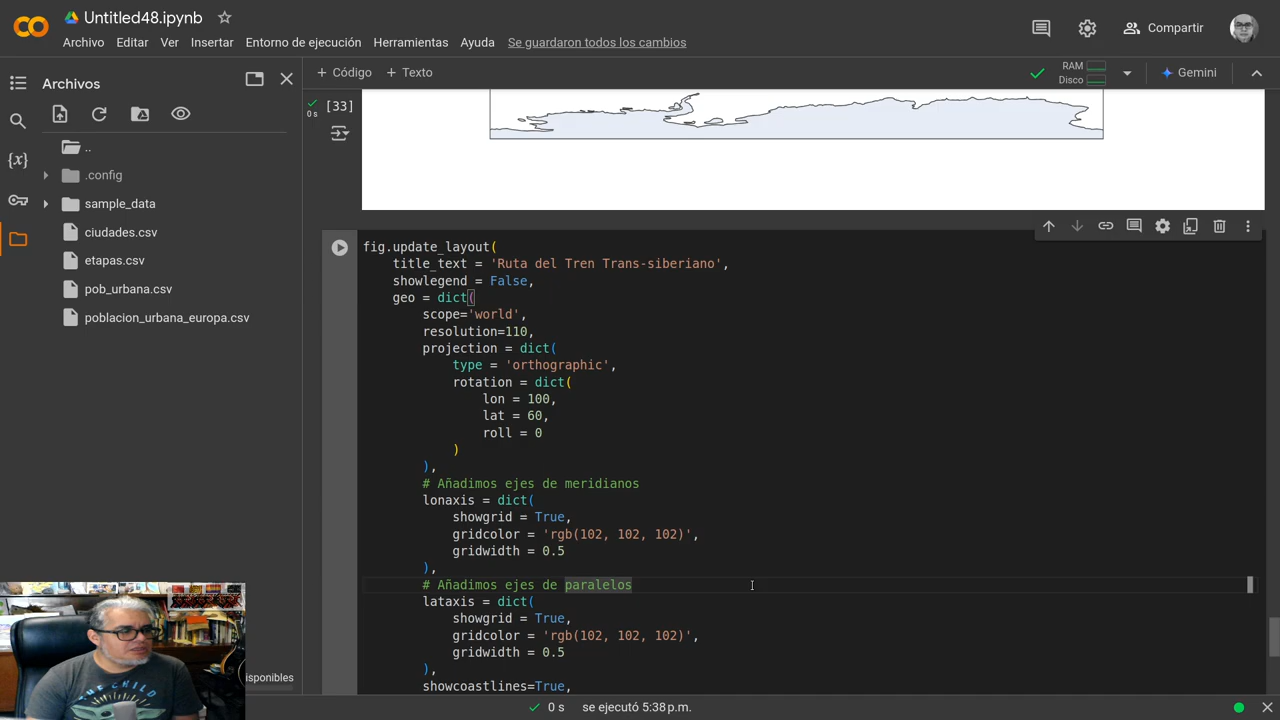 Untitled48.ipynb
Archivo Editar Ver Insertar Entorno de ejecución Herramientas Ayuda Se guardaron todos los cambios
Compartir
Archivos
+ Código + Texto
RAM
Disco
Gemini
..
.config
sample_data
ciudades.csv
etapas.csv
pob_urbana.csv
poblacion_urbana_europa.csv
[33]
0 s
{x}
fig.update_layout(
title_text = 'Ruta del Tren Trans-siberiano',
showlegend = False,
geo = dict(
scope='world',
resolution=110,
projection = dict(
type = 'orthographic',
rotation = dict(
lon = 100,
lat = 60,
roll = 0
)
),
# Añadimos ejes de meridianos
lonaxis = dict(
showgrid = True,
gridcolor = 'rgb(102, 102, 102)',
gridwidth = 0.5
),
# Añadimos ejes de paralelos
lataxis = dict(
showgrid = True,
gridcolor = 'rgb(102, 102, 102)',
gridwidth = 0.5
),
showcoastlines=True,
isponibles
THE CHILD
0 s se ejecutó 5:38 p.m.